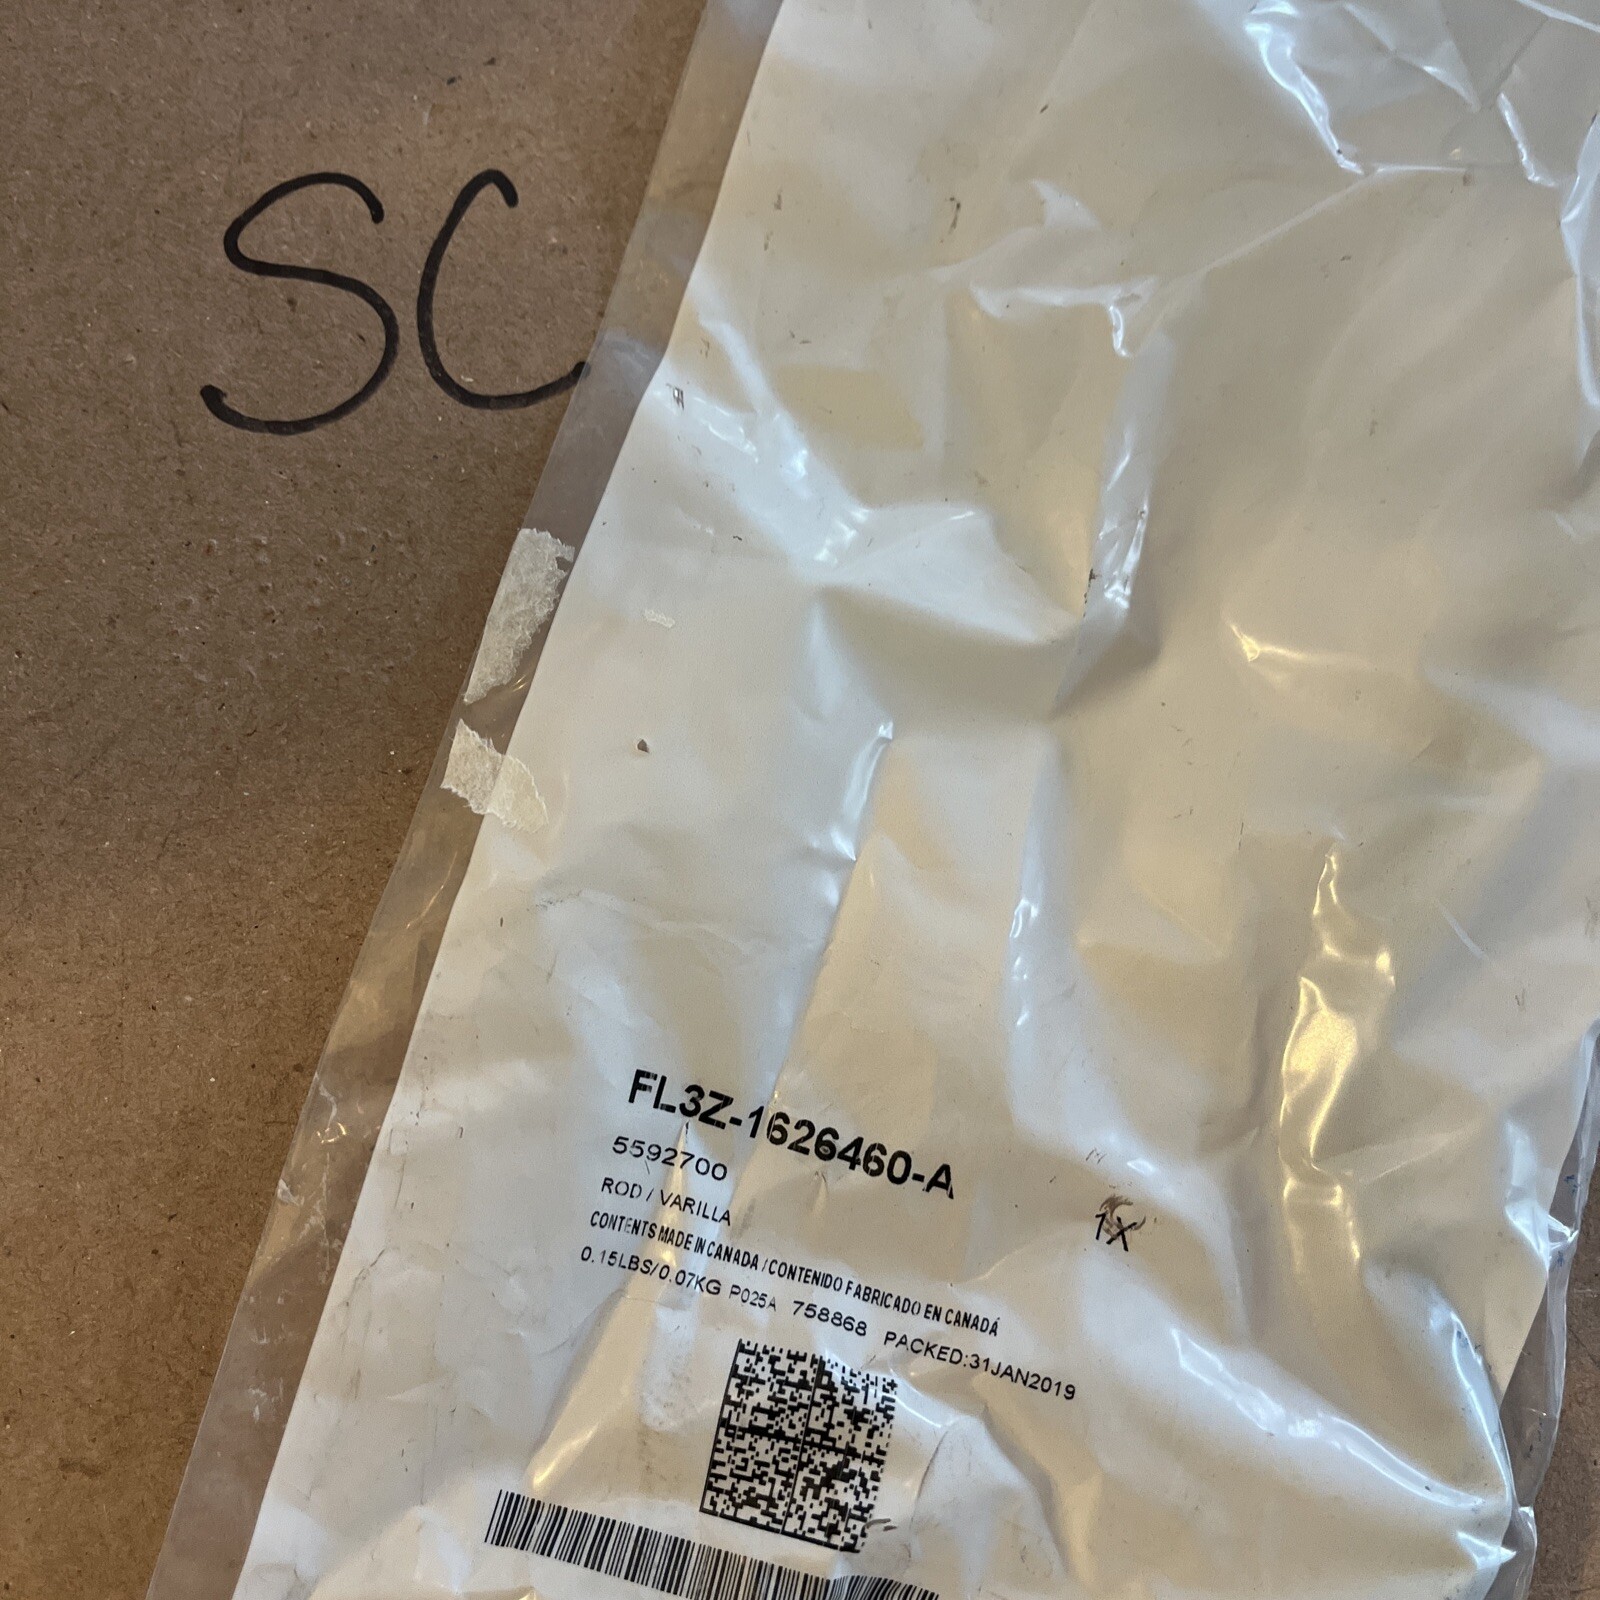 SC
FL3Z-1626460-A
5592700
1X
ROD / VARILLA
CONTENTS MADE IN CANADA / CONTENIDO FABRICADO EN CANADÁ
0.15LBS/0.07KG P025A 758868 PACKED:31JAN2019